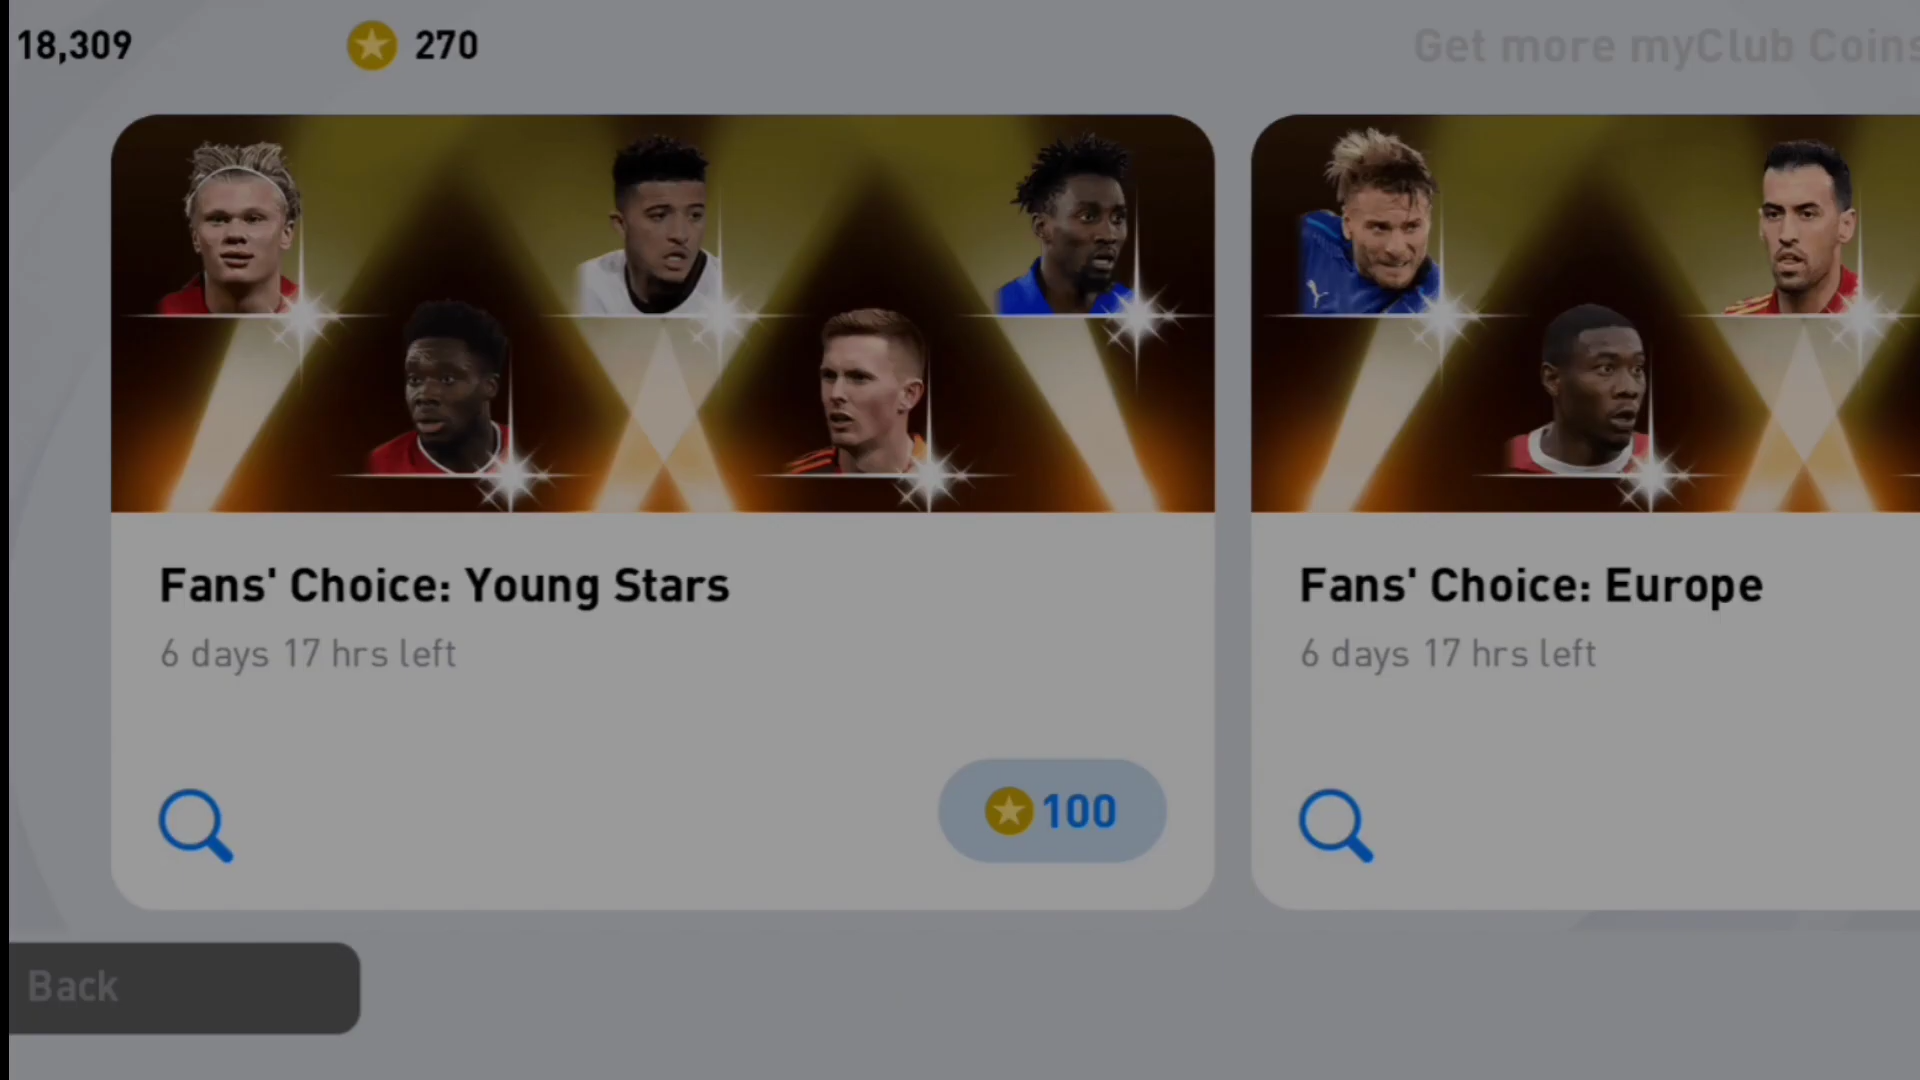 18,309
270
Get more myClub Coins
Fans' Choice: Young Stars
6 days 17 hrs left
100
Fans' Choice: Europe
6 days 17 hrs left
Back